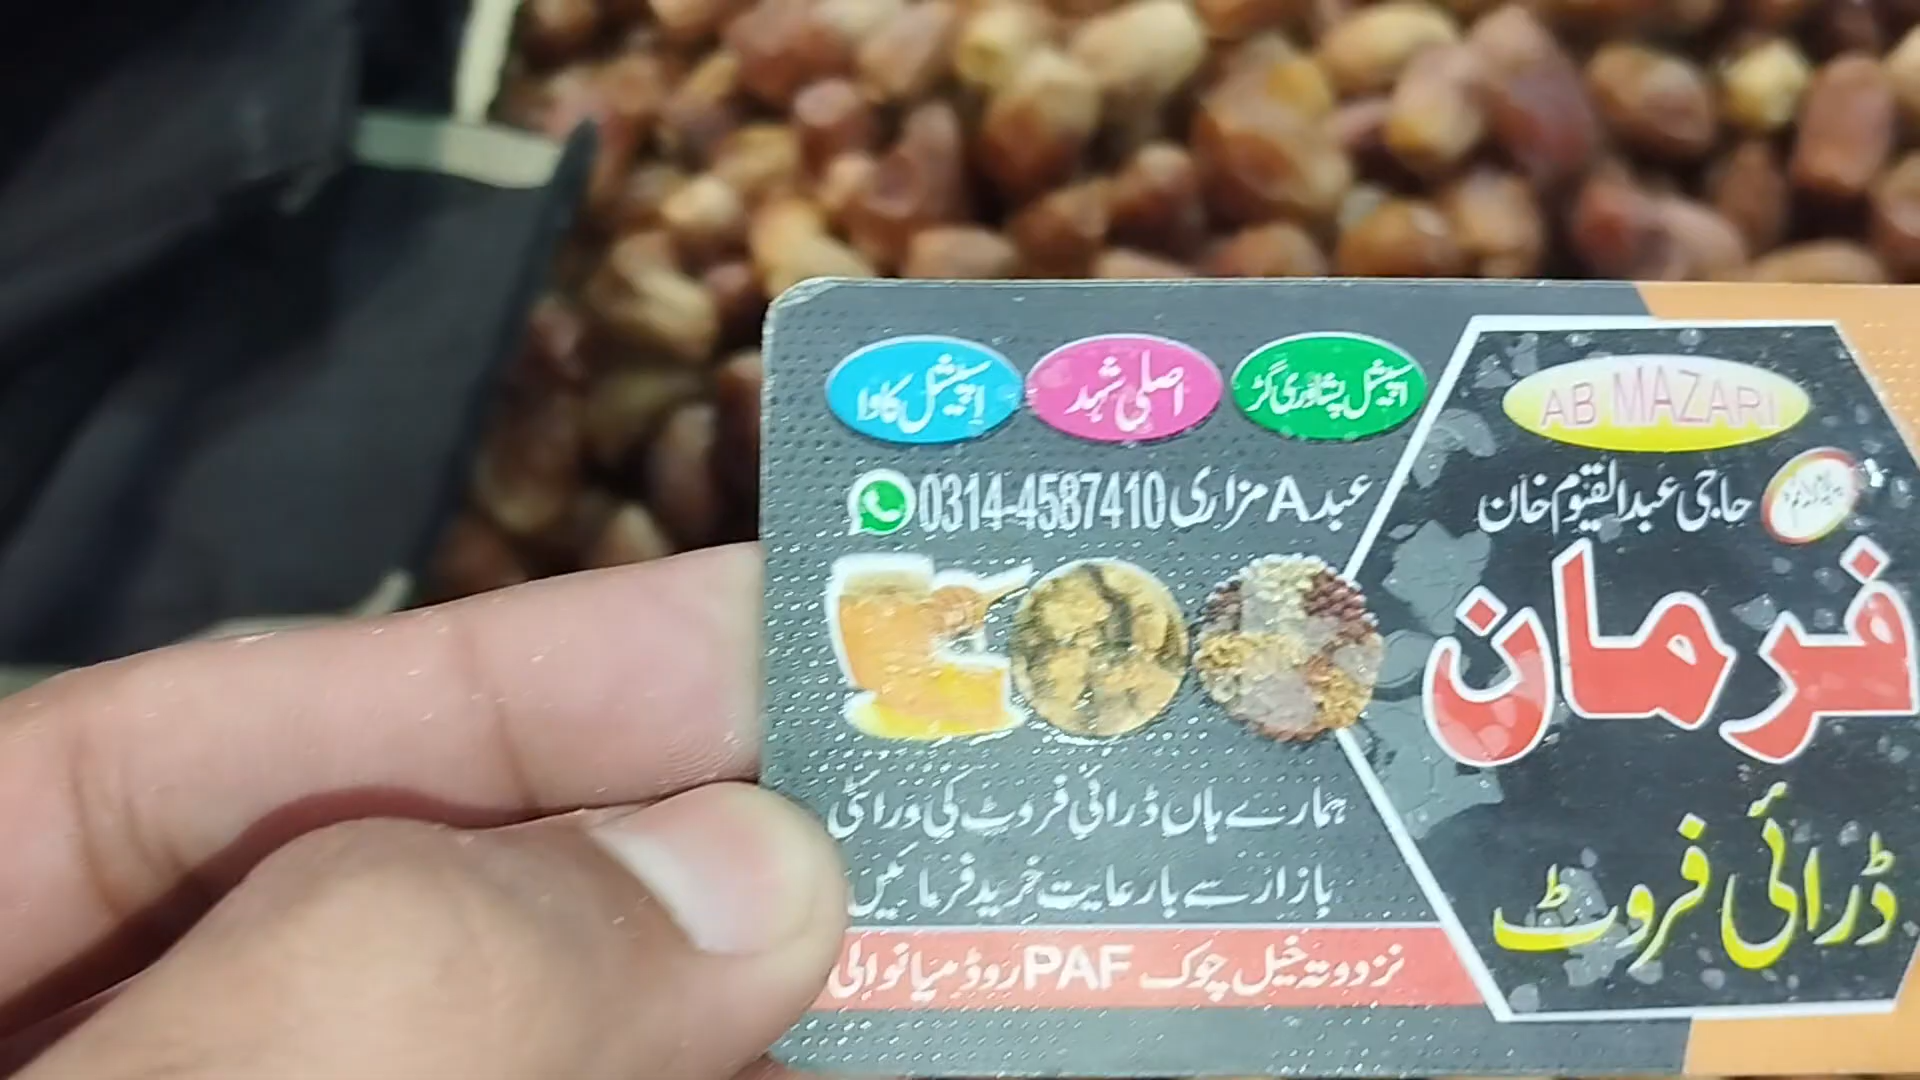 AB MAZARI
حاجی عبدالقیوم خان
فرمان
ڈرائی فروٹ
اسپیشل پشاوری گڑ
اصلی شہد
اسپیشل کاوا
عبد A مزاری 0314-4587410
ہمارے ہاں ڈرائی فروٹ کی ورائٹی
بازار سے بارعایت خرید فرمائیں
نزد وتہ خیل چوک PAF روڈ میانوالی